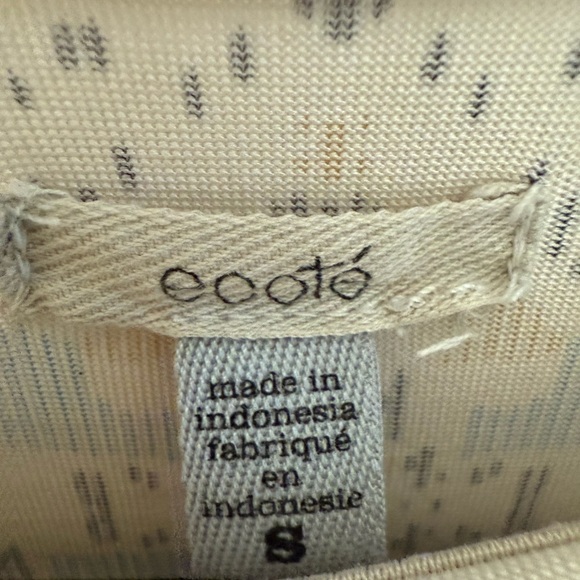 ecoté
made in
indonesia
fabriqué
en
indonesie
S